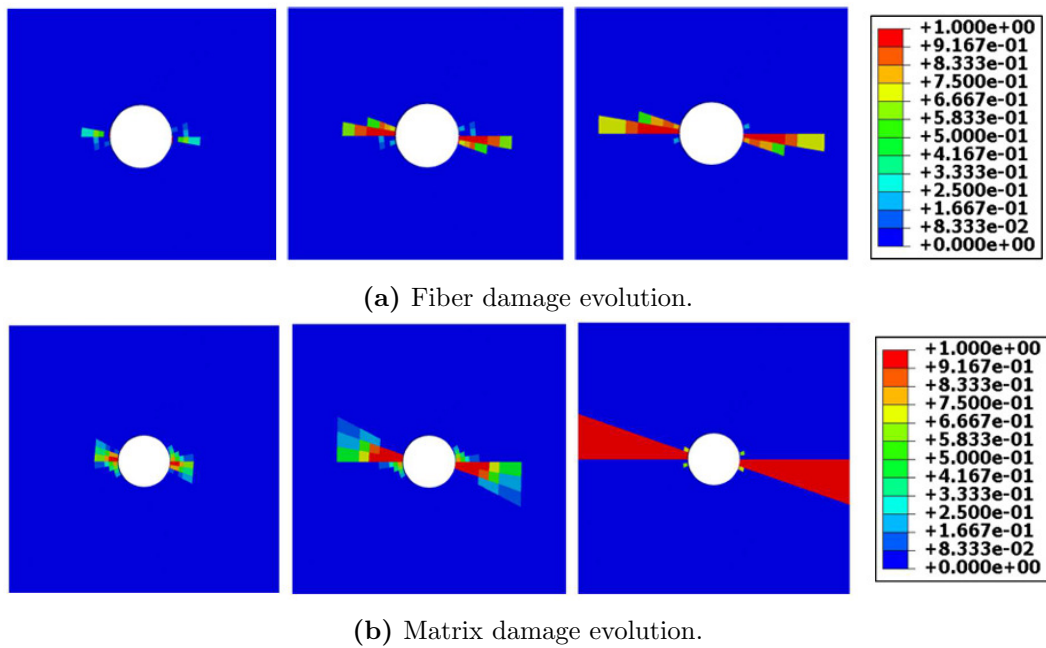 +1.000e+00
+9.167e-01
+8.333e-01
+7.500e-01
+6.667e-01
+5.833e-01
+5.000e-01
+4.167e-01
+3.333e-01
+2.500e-01
+1.667e-01
+8.333e-02
+0.000e+00
(a) Fiber damage evolution.
+1.000e+00
+9.167e-01
+8.333e-01
+7.500e-01
+6.667e-01
+5.833e-01
+5.000e-01
+4.167e-01
+3.333e-01
+2.500e-01
+1.667e-01
+8.333e-02
+0.000e+00
(b) Matrix damage evolution.